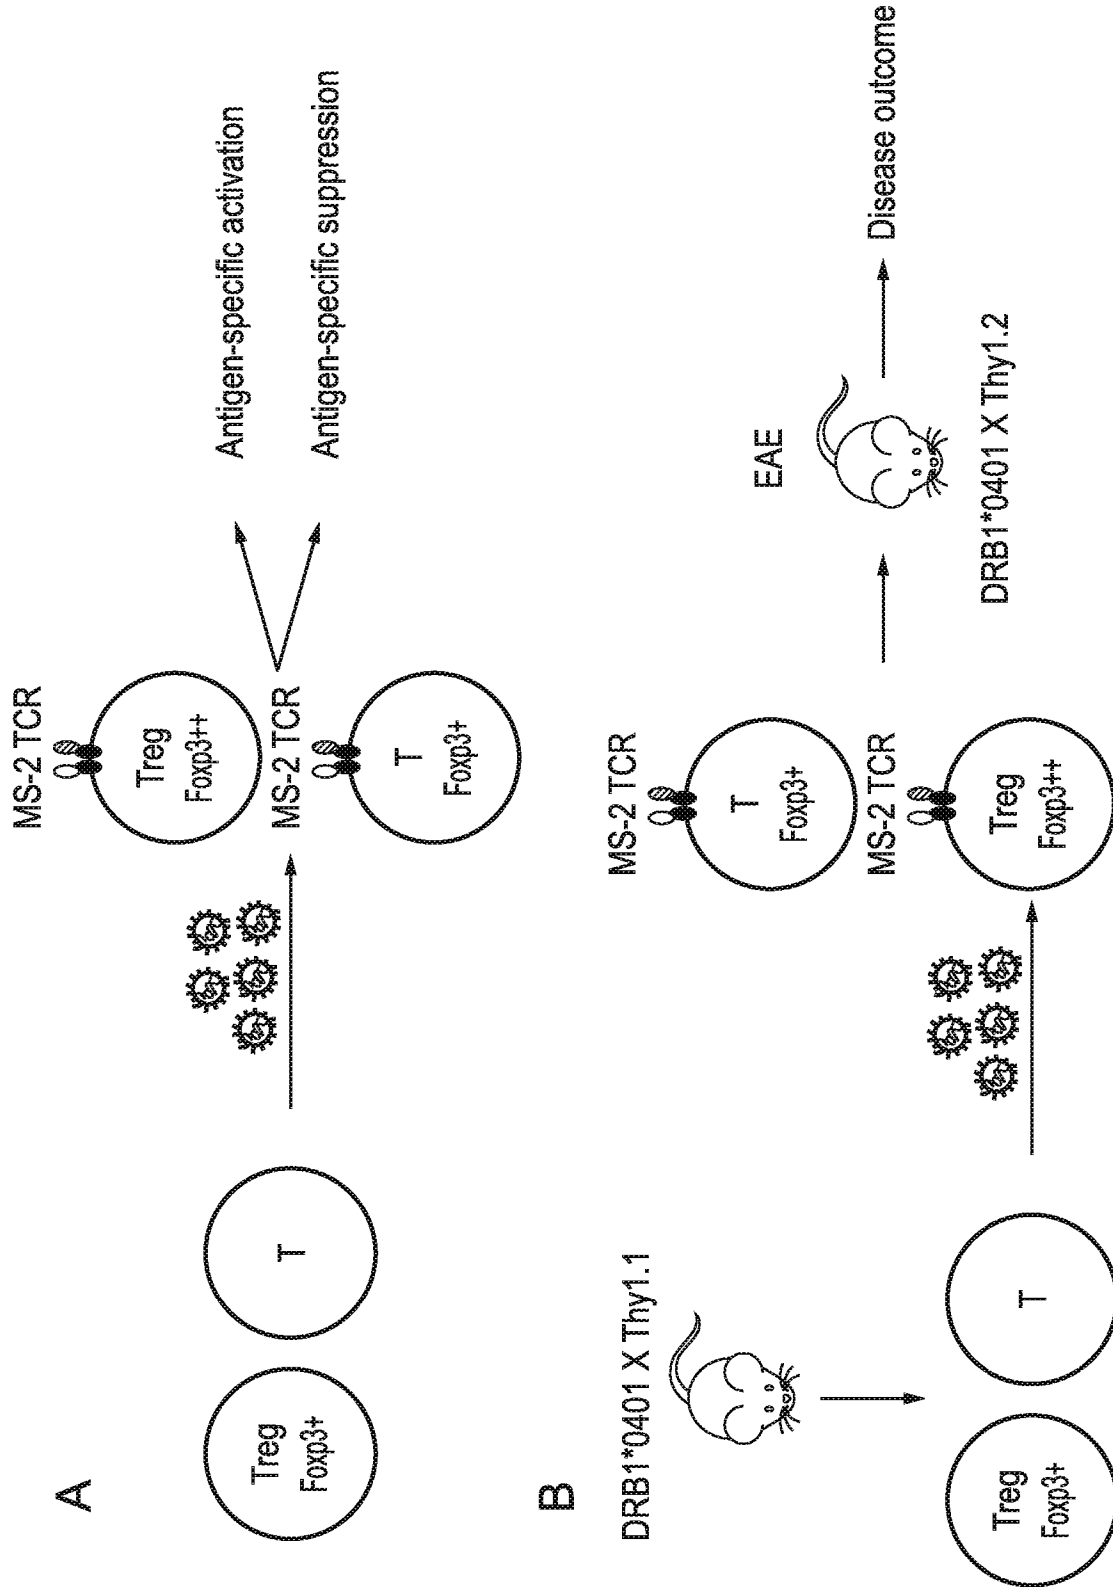 A
Treg
Foxp3+
T
MS-2 TCR
Treg
Foxp3++
MS-2 TCR
T
Foxp3+
Antigen-specific activation
Antigen-specific suppression
B
DRB1*0401 X Thy1.1
Treg
Foxp3+
T
MS-2 TCR
T
Foxp3+
MS-2 TCR
Treg
Foxp3++
EAE
DRB1*0401 X Thy1.2
Disease outcome